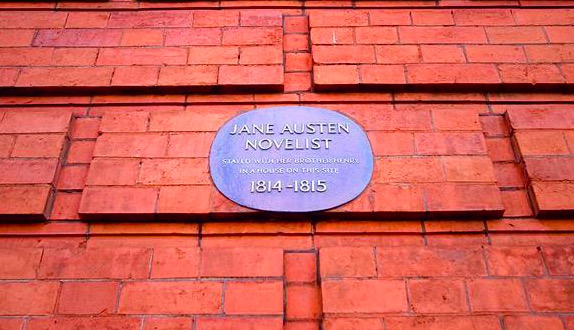 JANE AUSTEN
NOVELIST
STAYED WITH HER BROTHER HENRY
IN A HOUSE ON THIS SITE
1814-1815